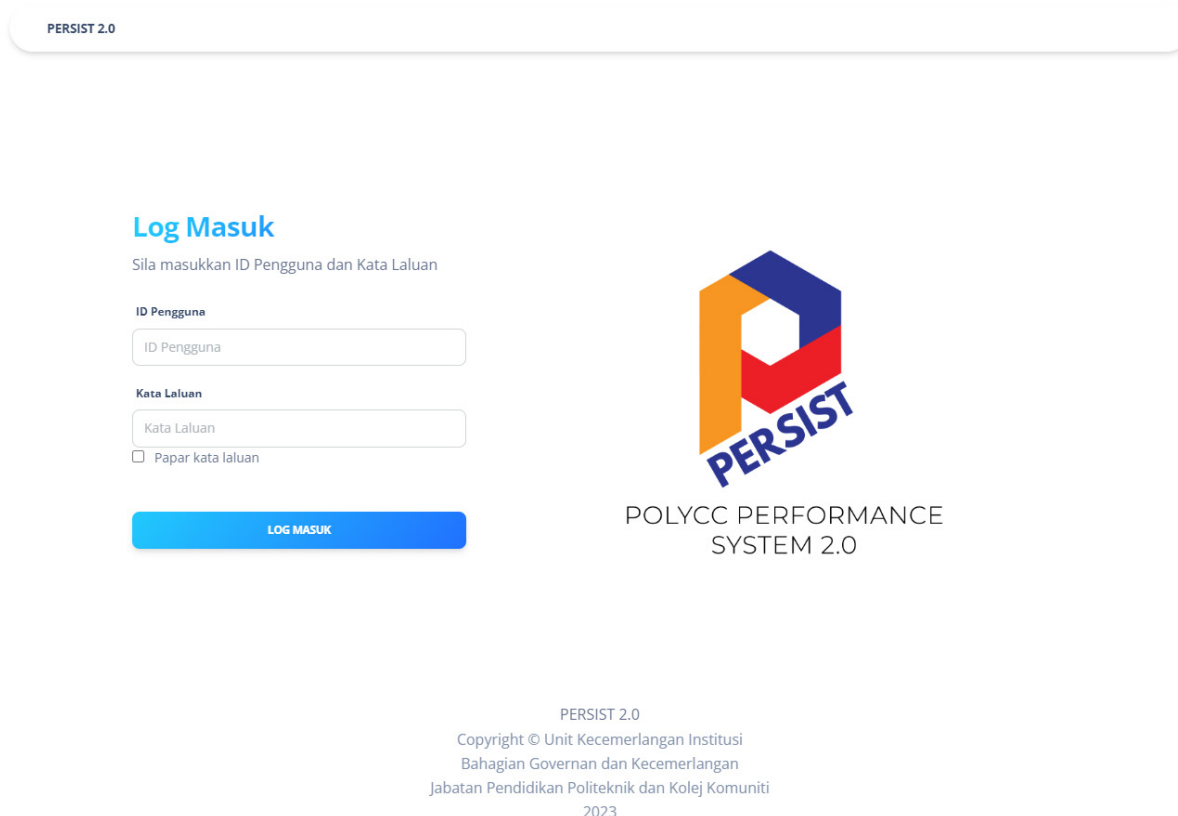 PERSIST 2.0
Log Masuk
Sila masukkan ID Pengguna dan Kata Laluan
ID Pengguna
ID Pengguna
Kata Laluan
Kata Laluan
Papar kata laluan
LOG MASUK
PERSIST
POLYCC PERFORMANCE
SYSTEM 2.0
PERSIST 2.0
Copyright © Unit Kecemerlangan Institusi
Bahagian Governan dan Kecemerlangan
Jabatan Pendidikan Politeknik dan Kolej Komuniti
2023